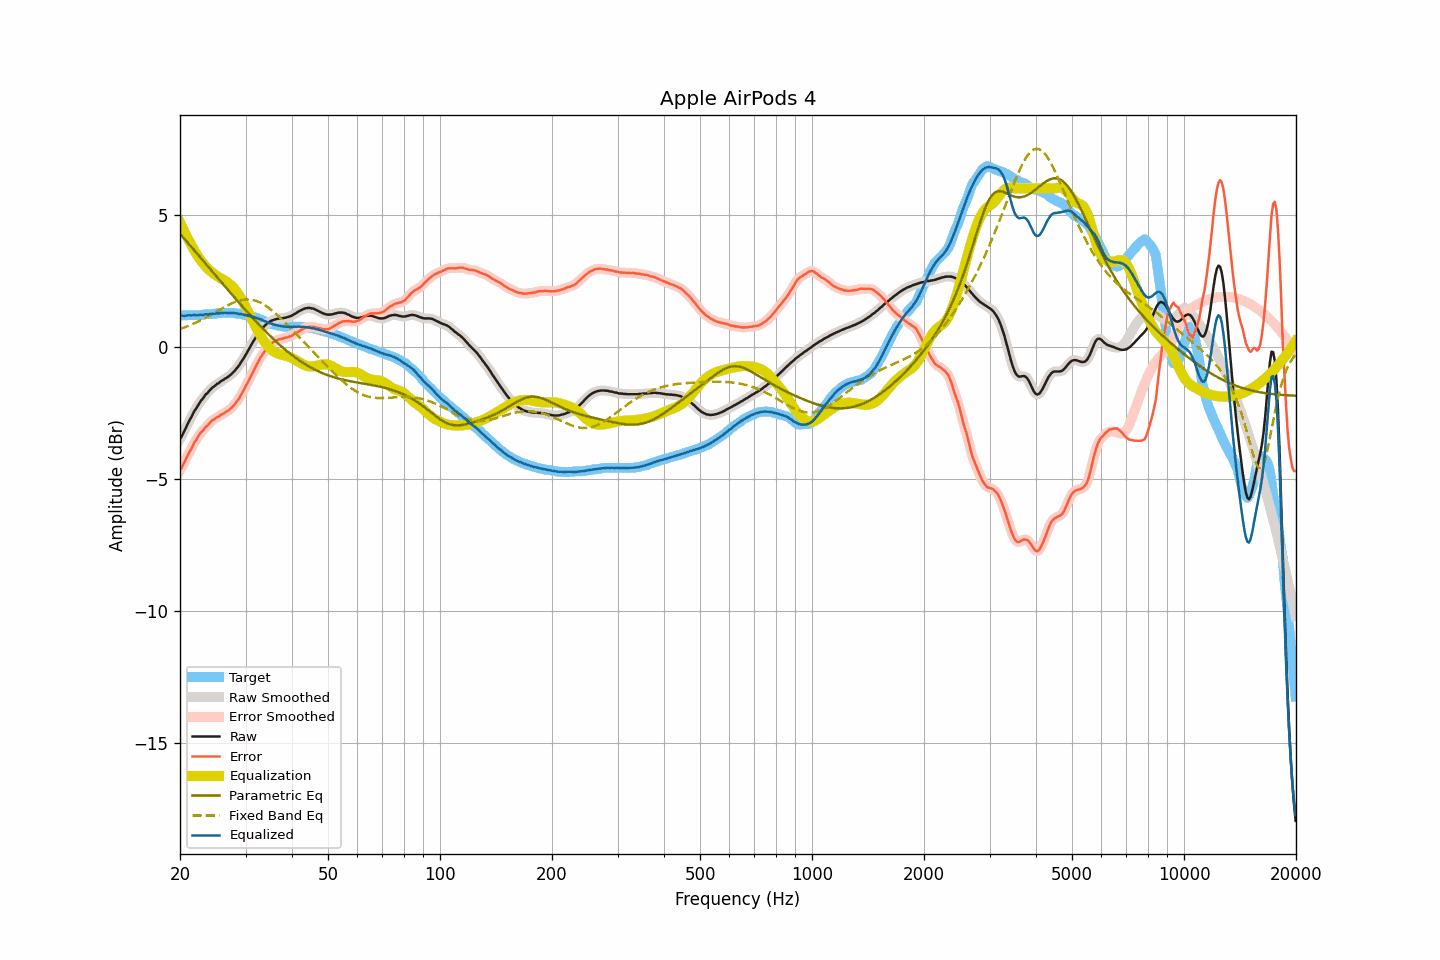 Apple AirPods 4
Amplitude (dBr)
5
0
−5
−10
−15
Target
Raw Smoothed
Error Smoothed
Raw
Error
Equalization
Parametric Eq
Fixed Band Eq
Equalized
20 50 100 200 500 1000 2000 5000 10000 20000
Frequency (Hz)